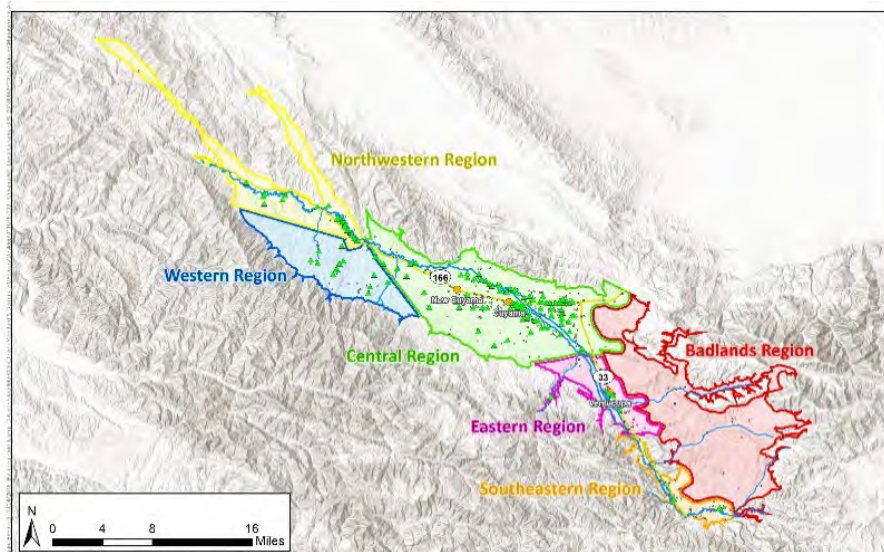 Northwestern Region
Western Region
166
New Cuyama
Cuyama
Central Region
Badlands Region
33
Ventucopa
Eastern Region
Southeastern Region
N
0 4 8 16
Miles